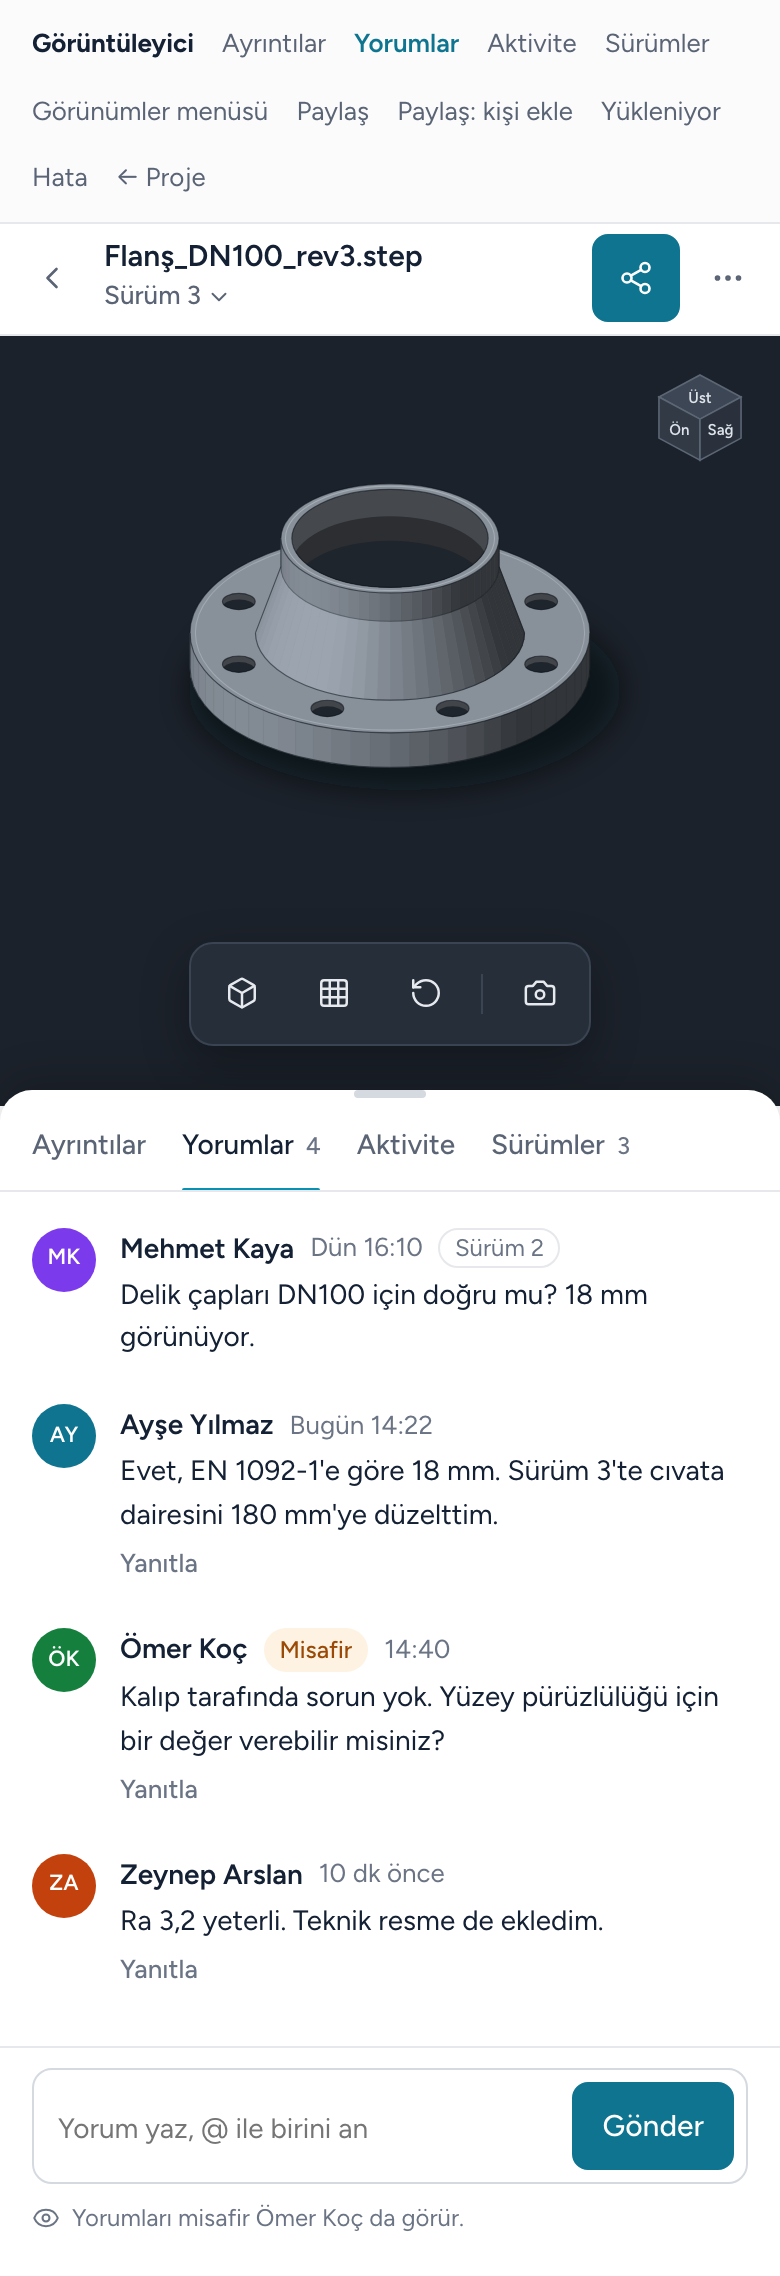 Görüntüleyici Ayrıntılar Yorumlar Aktivite Sürümler
Görünümler menüsü Paylaş Paylaş: kişi ekle Yükleniyor
Hata ← Proje
Flanş_DN100_rev3.step
Sürüm 3
Üst
Ön Sağ
Ayrıntılar Yorumlar 4 Aktivite Sürümler 3
MK Mehmet Kaya Dün 16:10 Sürüm 2
Delik çapları DN100 için doğru mu? 18 mm
görünüyor.
AY Ayşe Yılmaz Bugün 14:22
Evet, EN 1092-1'e göre 18 mm. Sürüm 3'te cıvata
dairesini 180 mm'ye düzelttim.
Yanıtla
ÖK Ömer Koç Misafir 14:40
Kalıp tarafında sorun yok. Yüzey pürüzlülüğü için
bir değer verebilir misiniz?
Yanıtla
ZA Zeynep Arslan 10 dk önce
Ra 3,2 yeterli. Teknik resme de ekledim.
Yanıtla
Yorum yaz, @ ile birini an Gönder
Yorumları misafir Ömer Koç da görür.